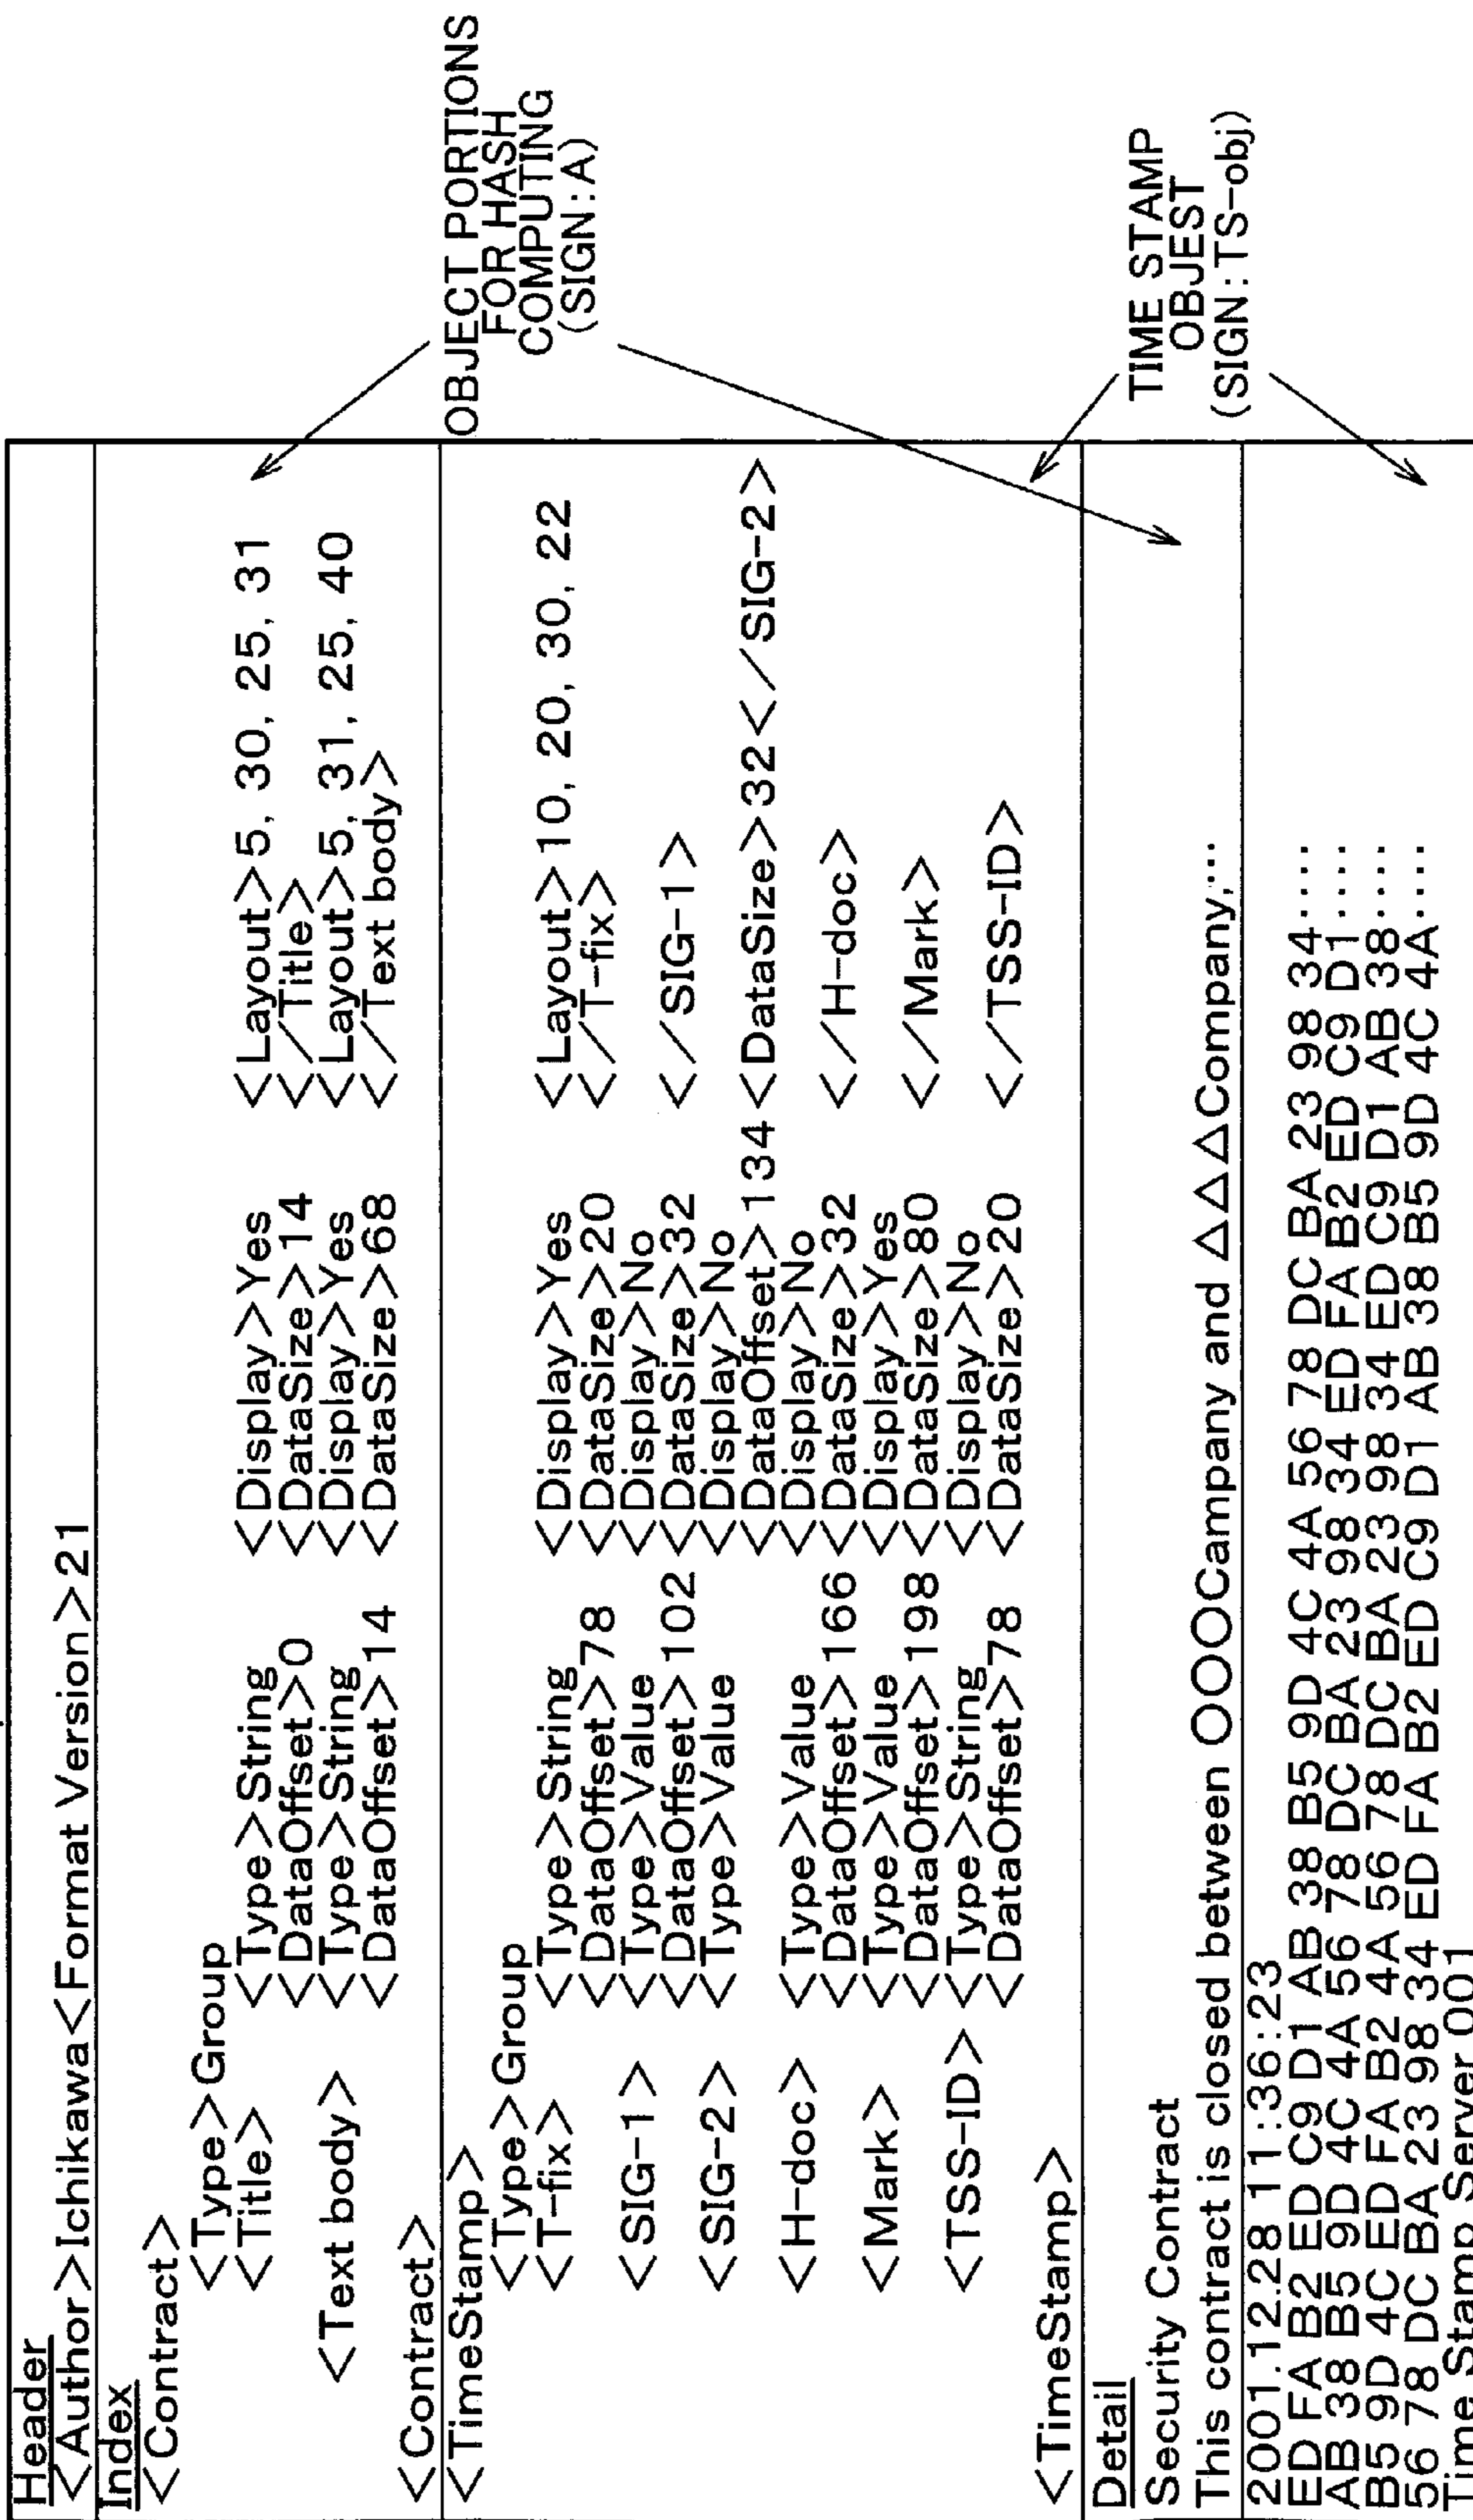 Header
<Author>Ichikawa<Format Version>21
Index
<Contract>
<Type>Group
<Title> <Type>String <Display>Yes <Layout>5, 30, 25, 31
<DataOffset>0 <DataSize>14 </Title>
<Text body> <Type>String <Display>Yes <Layout>5, 31, 25, 40
<DataOffset>14 <DataSize>68 </Text body>
<Contract>
<TimeStamp>
<Type>Group
<T-fix> <Type>String <Display>Yes <Layout>10, 20, 30, 22
<DataOffset>78 <DataSize>20 </T-fix>
<SIG-1> <Type>Value <Display>No
<DataOffset>102 <DataSize>32 </SIG-1>
<SIG-2> <Type>Value <Display>No
<DataOffset>134<DataSize>32</SIG-2>
<H-doc> <Type>Value <Display>No
<DataOffset>166 <DataSize>32 </H-doc>
<Mark> <Type>Value <Display>Yes
<DataOffset>198 <DataSize>80 </Mark>
<TSS-ID> <Type>String <Display>No
<DataOffset>78 <DataSize>20 </TSS-ID>
<TimeStamp>
Detail
Security Contract
This contract is closed between OOOCampany and △△△Company,...
2001.12.28 11:36:23
ED FA B2 ED C9 D1 AB 38 B5 9D 4C 4A 56 78 DC BA 23 98 34....
AB 38 B5 9D 4C 4A 56 78 DC BA 23 98 34 ED FA B2 ED C9 D1....
B5 9D 4C ED FA B2 4A 56 78 DC BA 23 98 34 ED C9 D1 AB 38....
56 78 DC BA 23 98 34 ED FA B2 ED C9 D1 AB 38 B5 9D 4C 4A....
Time Stamp Server 001
OBJECT PORTIONS
FOR HASH
COMPUTING
(SIGN:A)
TIME STAMP
OBJEST
(SIGN:TS-obj)